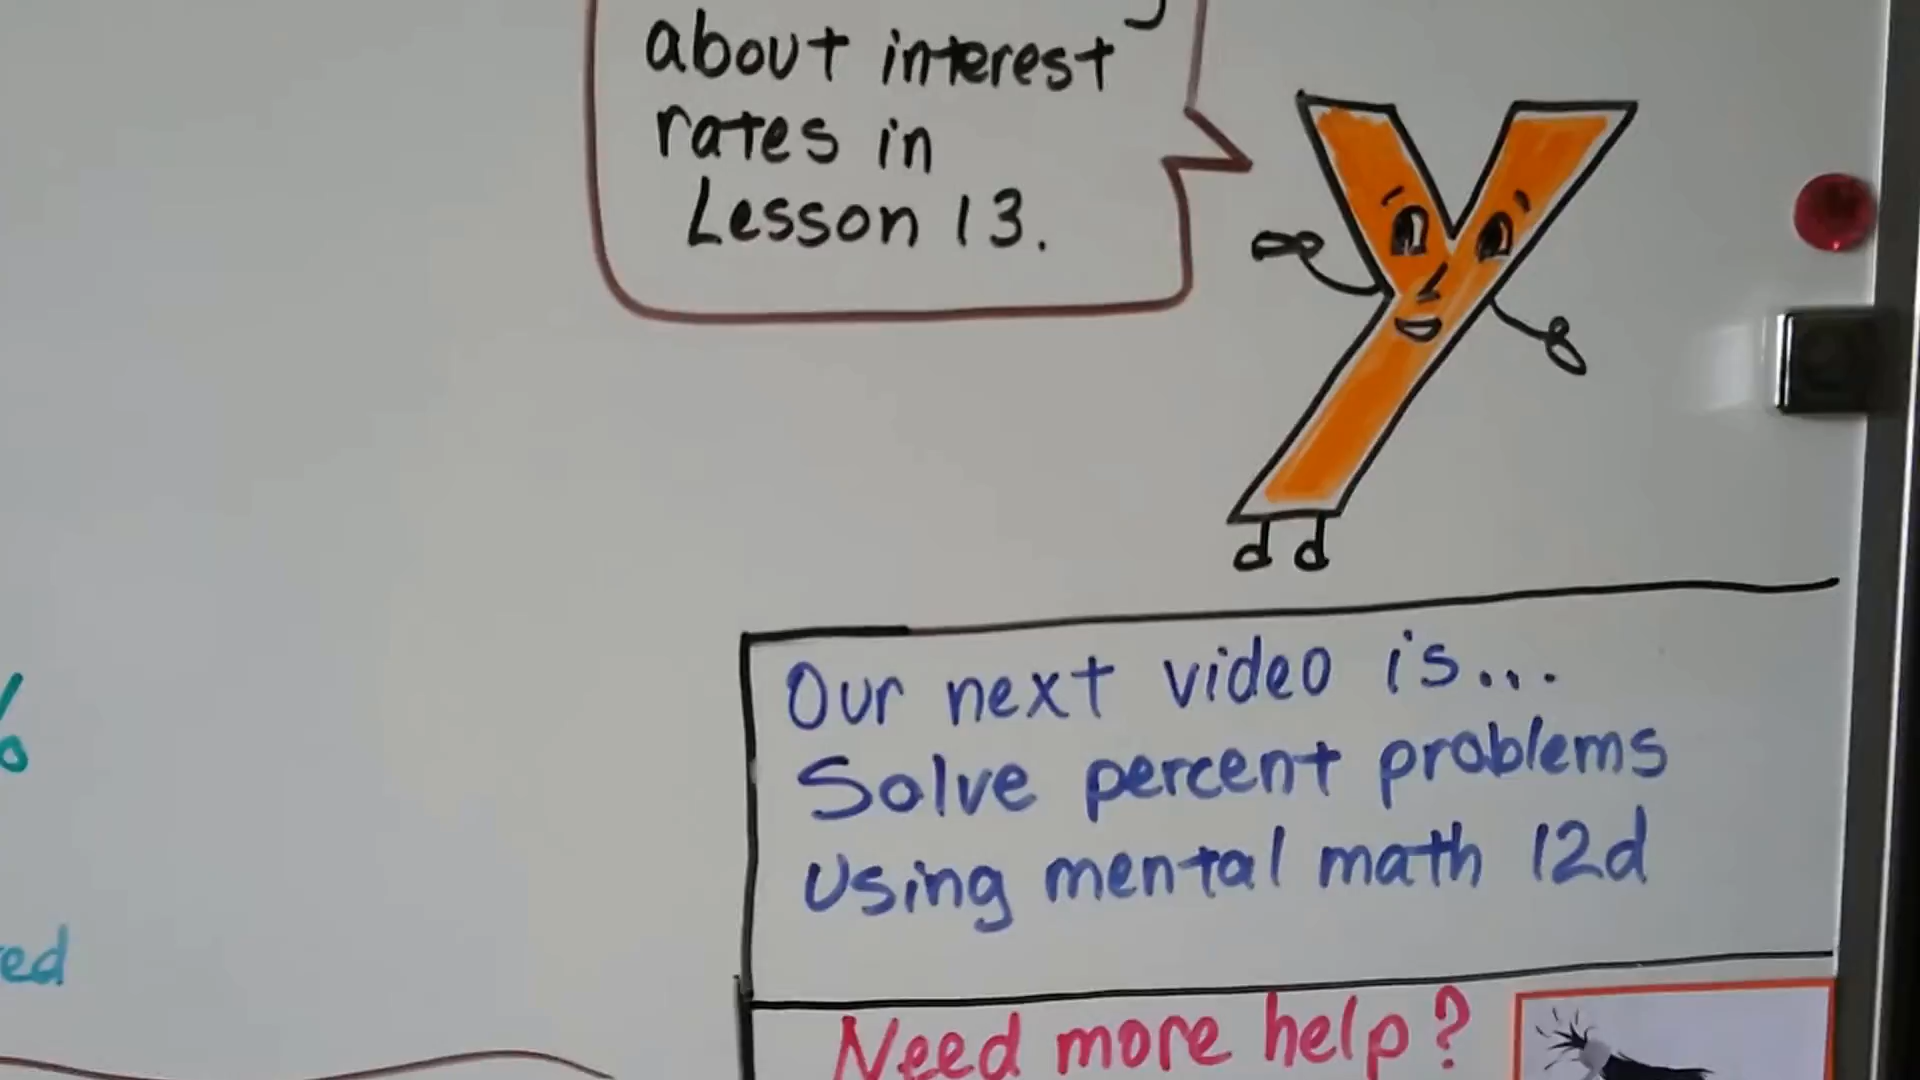 about interest
rates in
Lesson 13.
%
Our next video is...
Solve percent problems
Using mental math 12d
ed
Need more help?